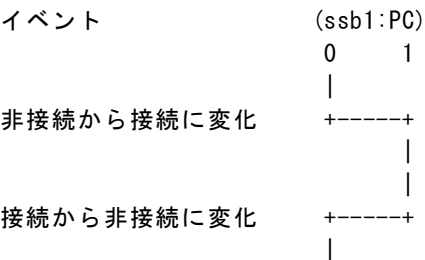 イベント (ssb1:PC)
0 1
|
非接続から接続に変化 +-----+
|
|
接続から非接続に変化 +-----+
|